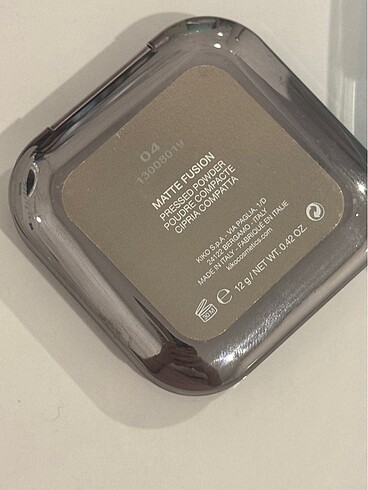 04
1300801V
MATTE FUSION
PRESSED POWDER
POUDRE COMPACTE
CIPRIA COMPATTA
KIKO S.p.A. - VIA PAGLIA, 1/D
24122 BERGAMO - ITALY
MADE IN ITALY - FABRIQUÉ EN ITALIE
kikocosmetics.com
℮ 12 g / NET WT. 0.42 OZ.